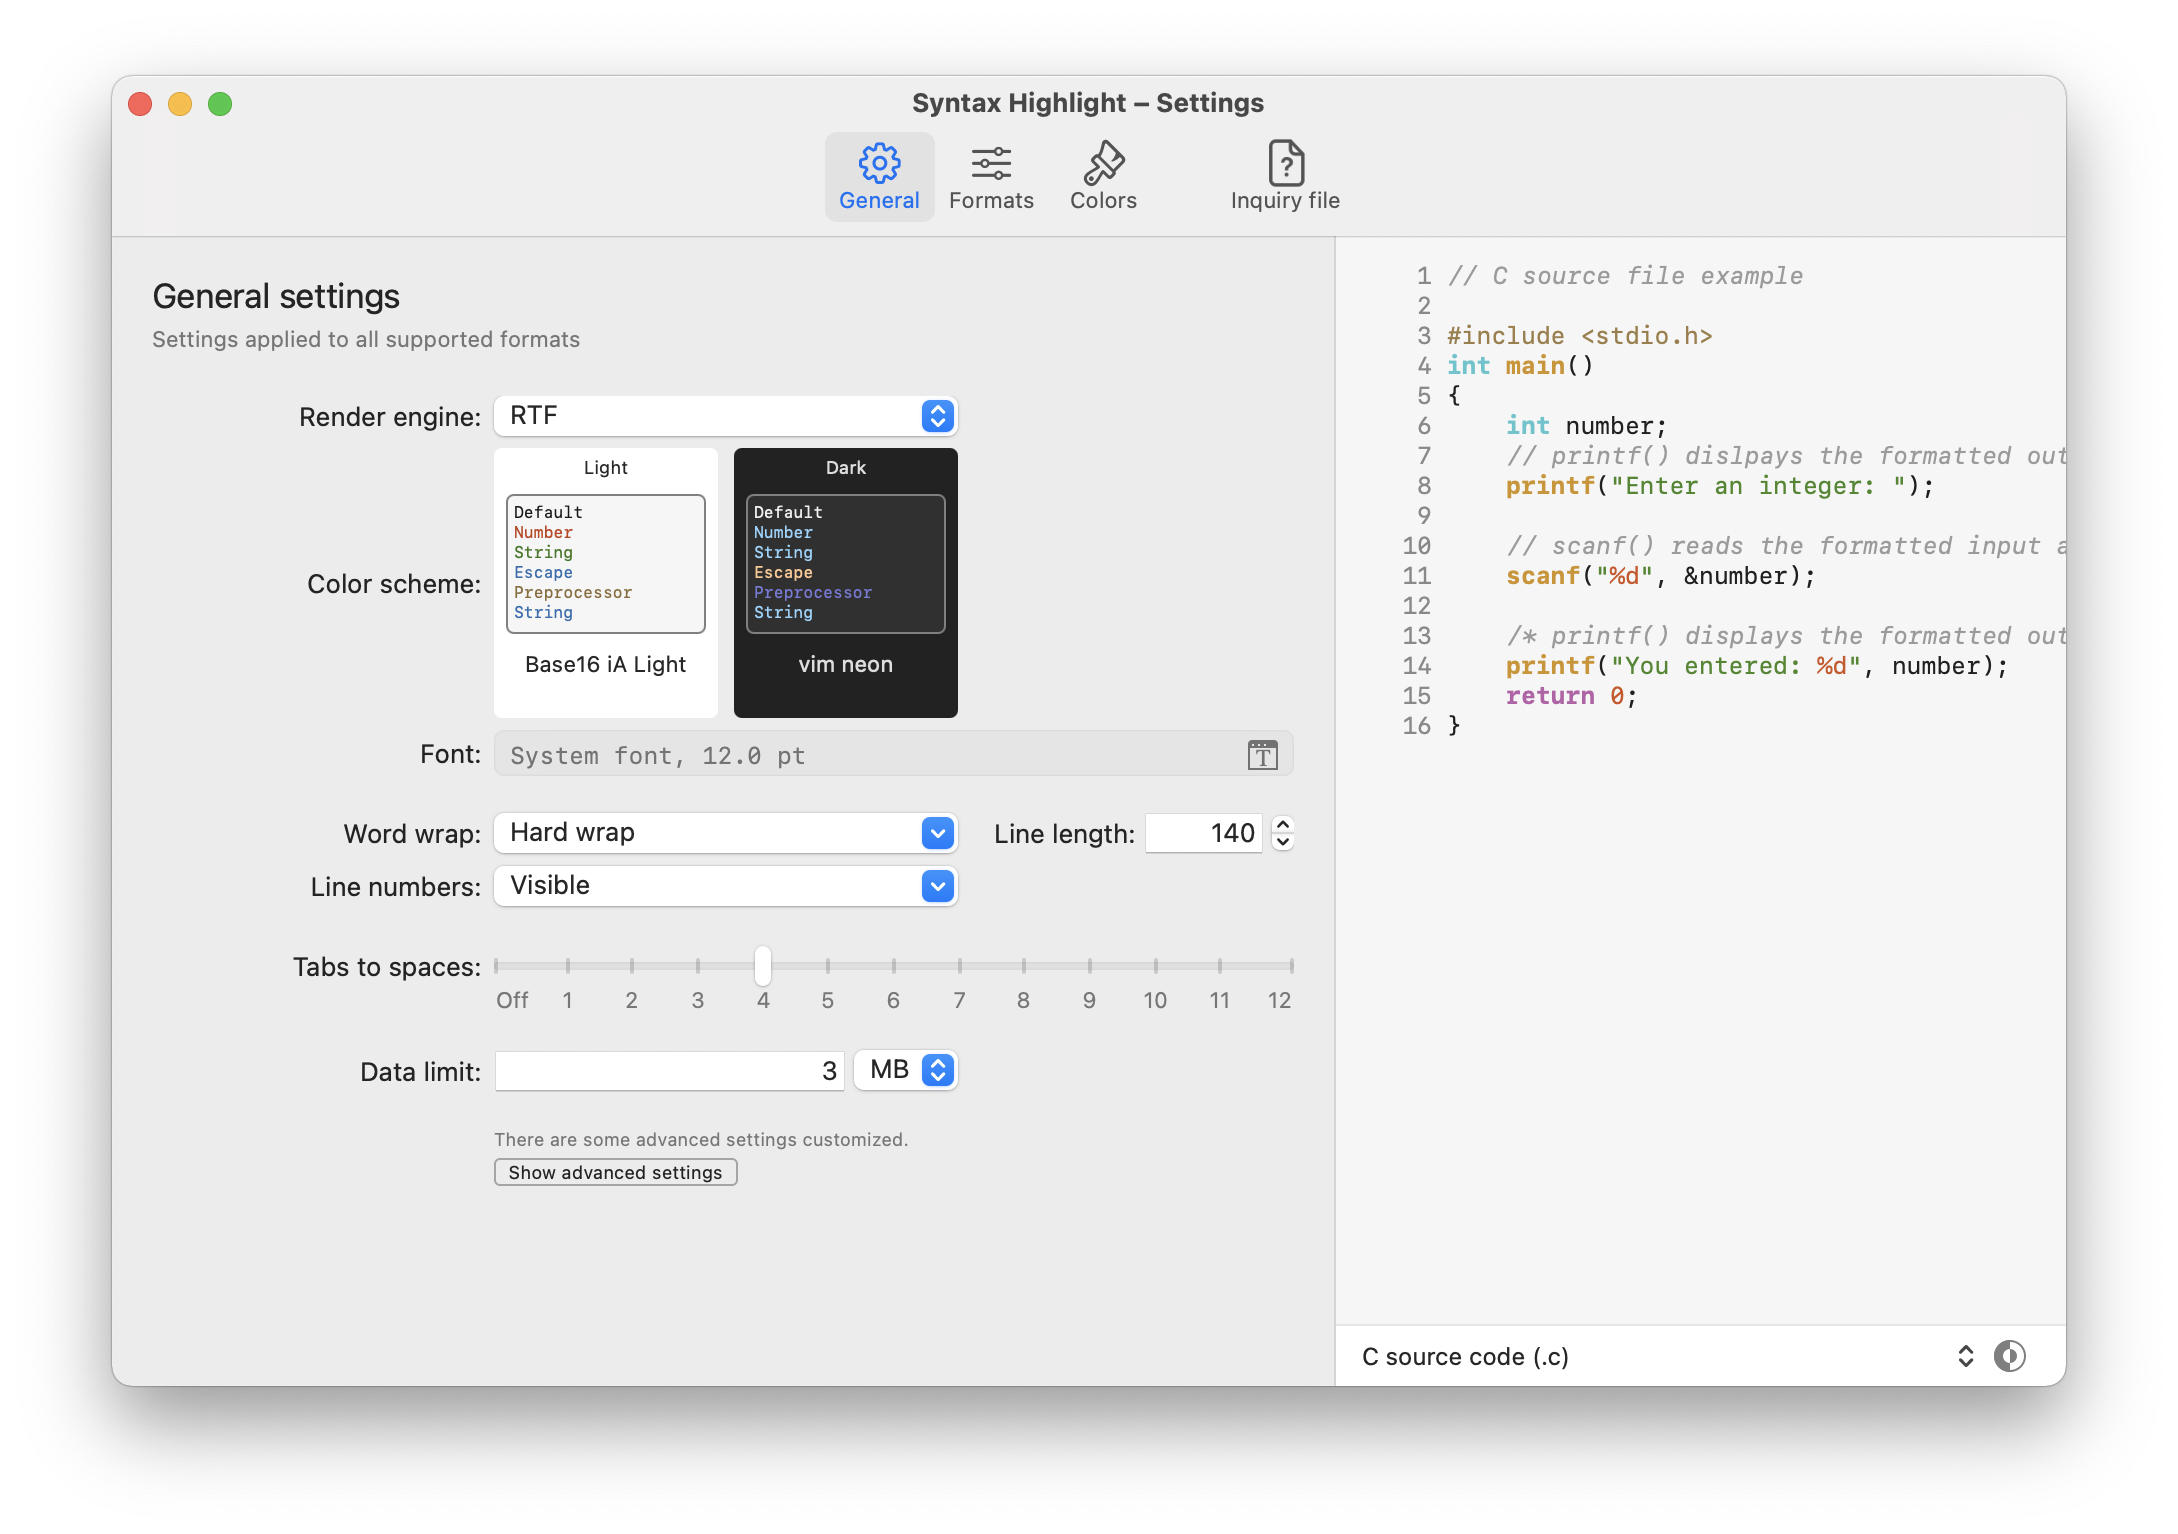 Syntax Highlight – Settings
General Formats Colors Inquiry file
General settings
Settings applied to all supported formats
Render engine: RTF
Color scheme:
Light
Default
Number
String
Escape
Preprocessor
String
Base16 iA Light
Dark
Default
Number
String
Escape
Preprocessor
String
vim neon
Font: System font, 12.0 pt
Word wrap: Hard wrap Line length: 140
Line numbers: Visible
Tabs to spaces:
Off 1 2 3 4 5 6 7 8 9 10 11 12
Data limit: 3 MB
There are some advanced settings customized.
Show advanced settings
1 // C source file example
2
3 #include <stdio.h>
4 int main()
5 {
6     int number;
7     // printf() dislpays the formatted out
8     printf("Enter an integer: ");
9
10     // scanf() reads the formatted input a
11     scanf("%d", &number);
12
13     /* printf() displays the formatted out
14     printf("You entered: %d", number);
15     return 0;
16 }
C source code (.c)